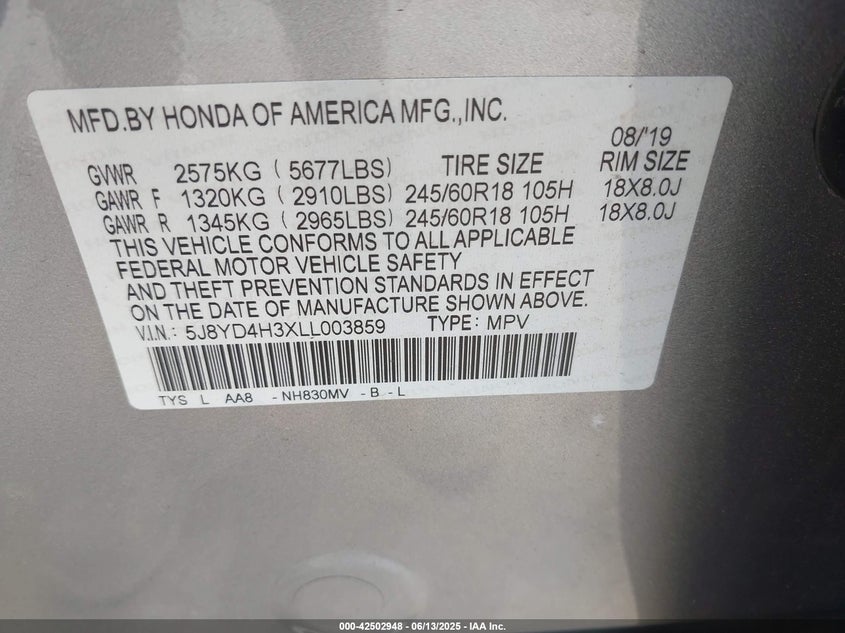 MFD.BY HONDA OF AMERICA MFG.,INC.
08/'19
GVWR 2575KG ( 5677LBS) TIRE SIZE RIM SIZE
GAWR F 1320KG ( 2910LBS) 245/60R18 105H 18X8.0J
GAWR R 1345KG ( 2965LBS) 245/60R18 105H 18X8.0J
THIS VEHICLE CONFORMS TO ALL APPLICABLE
FEDERAL MOTOR VEHICLE SAFETY
AND THEFT PREVENTION STANDARDS IN EFFECT
ON THE DATE OF MANUFACTURE SHOWN ABOVE.
V.I.N.: 5J8YD4H3XLL003859 TYPE: MPV
TYS L AA8 - NH830MV - B - L
000-42502948 - 06/13/2025 - IAA Inc.